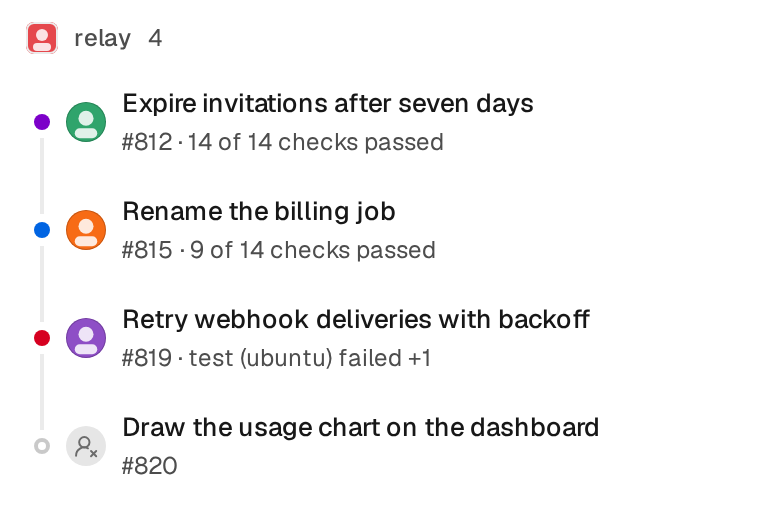 relay 4
Expire invitations after seven days
#812 · 14 of 14 checks passed
Rename the billing job
#815 · 9 of 14 checks passed
Retry webhook deliveries with backoff
#819 · test (ubuntu) failed +1
Draw the usage chart on the dashboard
#820